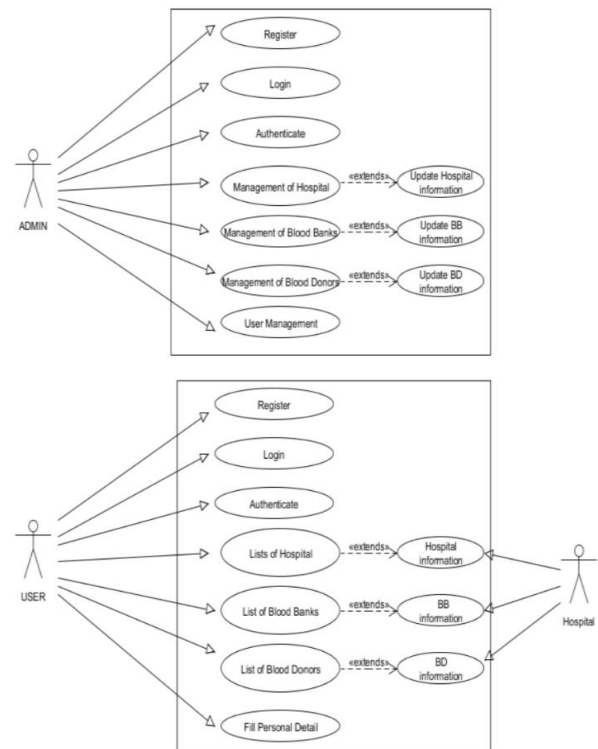 Register
Login
Authenticate
ADMIN
Management of Hospital
«extends»
Update Hospital
information
Management of Blood Banks
«extends»
Update BB
information
Management of Blood Donors
«extends»
Update BD
information
User Management
Register
Login
Authenticate
USER
Lists of Hospital
«extends»
Hospital
information
List of Blood Banks
«extends»
BB
information
Hospital
List of Blood Donors
«extends»
BD
information
Fill Personal Detail